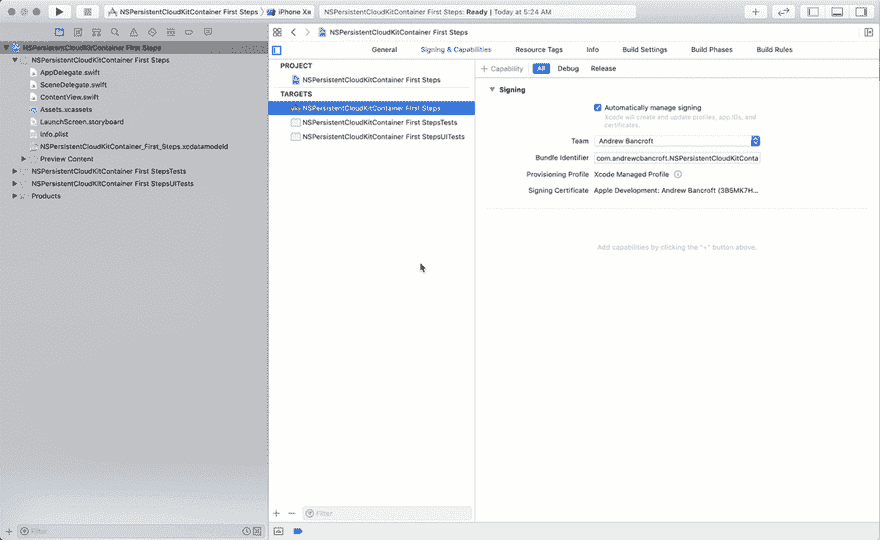 NSPersistentCloudKitContainer First Steps iPhone Xʀ
NSPersistentCloudKitContainer First Steps: Ready | Today at 5:24 AM
NSPersistentCloudKitContainer First Steps
NSPersistentCloudKitContainer First Steps
AppDelegate.swift
SceneDelegate.swift
ContentView.swift
Assets.xcassets
LaunchScreen.storyboard
Info.plist
NSPersistentCloudKitContainer_First_Steps.xcdatamodeld
Preview Content
NSPersistentCloudKitContainer First StepsTests
NSPersistentCloudKitContainer First StepsUITests
Products
Filter
NSPersistentCloudKitContainer First Steps
General Signing & Capabilities Resource Tags Info Build Settings Build Phases Build Rules
PROJECT
NSPersistentCloudKitContainer First Steps
TARGETS
NSPersistentCloudKitContainer First Steps
NSPersistentCloudKitContainer First StepsTests
NSPersistentCloudKitContainer First StepsUITests
Filter
+ Capability All Debug Release
Signing
Automatically manage signing
Xcode will create and update profiles, app IDs, and
certificates.
Team Andrew Bancroft
Bundle Identifier com.andrewcbancroft.NSPersistentCloudKitConta
Provisioning Profile Xcode Managed Profile
Signing Certificate Apple Development: Andrew Bancroft (3B5MK7H...
Add capabilities by clicking the "+" button above.